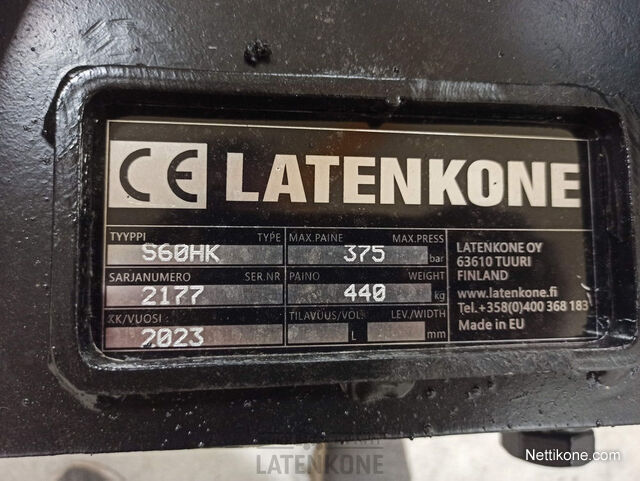 CE LATENKONE
TYYPPI TYPE
S60HK
MAX.PAINE MAX.PRESS
375 bar
SARJANUMERO SER.NR
2177
PAINO WEIGHT
440 kg
KK/VUOSI
2023
TILAVUUS/VOL. LEV./WIDTH
L mm
LATENKONE OY
63610 TUURI
FINLAND
www.latenkone.fi
Tel.+358(0)400 368 183
Made in EU
LATENKONE
Nettikone.com